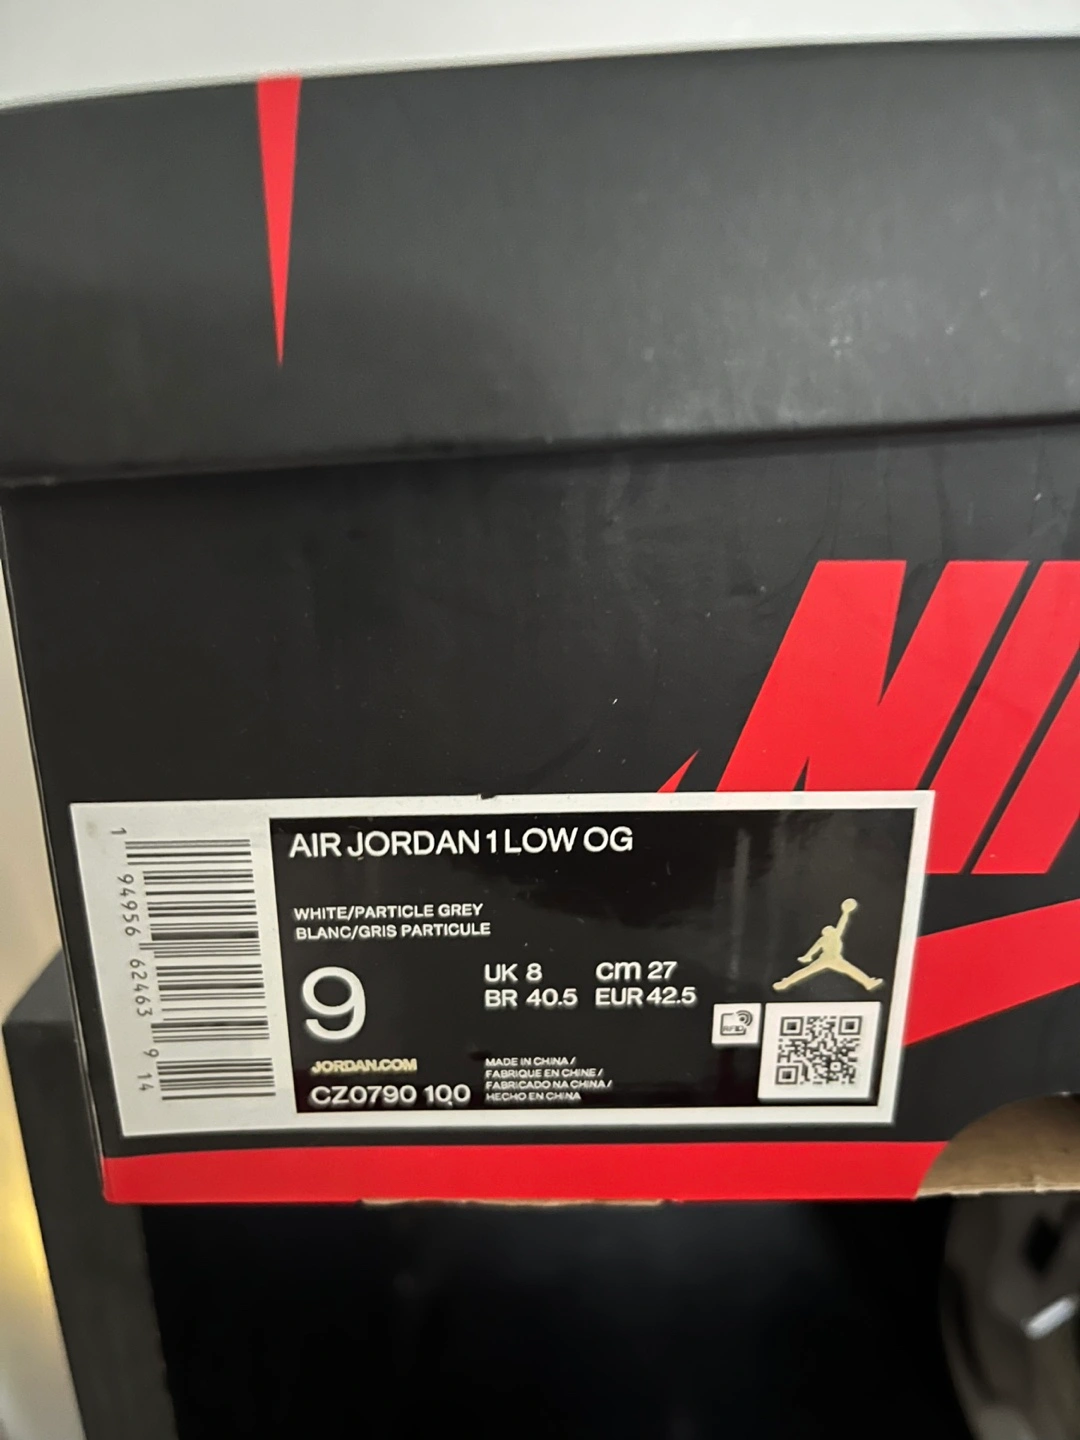 NI
AIR JORDAN 1 LOW OG
WHITE/PARTICLE GREY
BLANC/GRIS PARTICULE
9
UK 8 cm 27
BR 40.5 EUR 42.5
JORDAN.COM
CZ0790 100
MADE IN CHINA /
FABRIQUE EN CHINE /
FABRICADO NA CHINA /
HECHO EN CHINA
RFID
1 94956 62463 9 14